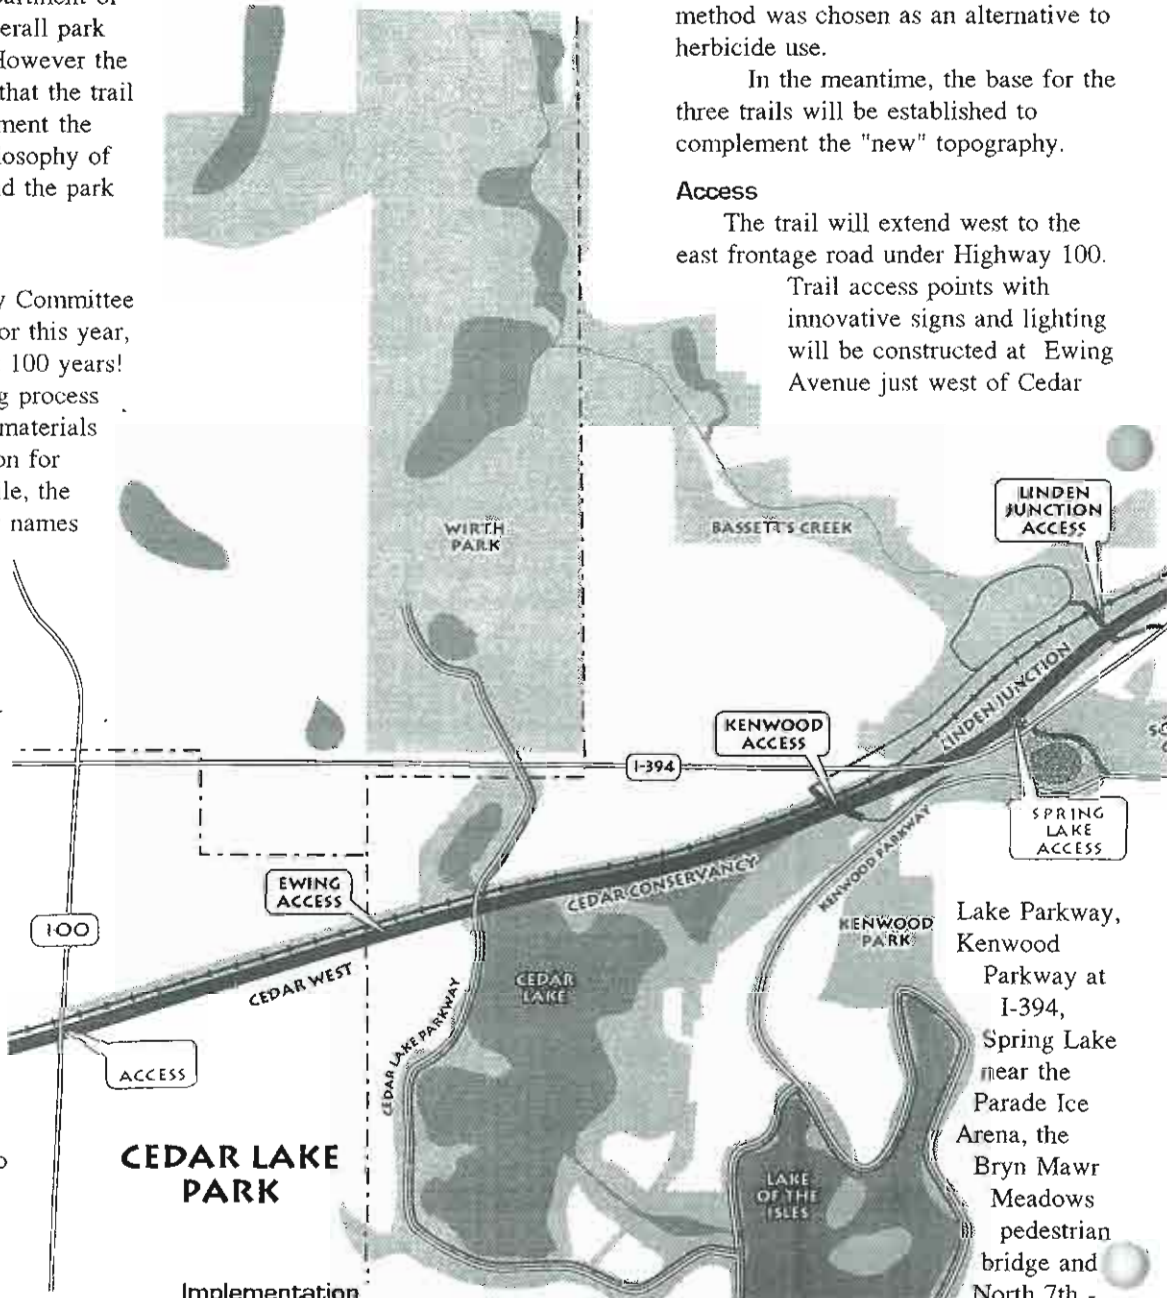 erall park
However the
that the trail
ment the
losophy of
d the park
y Committee
or this year,
100 years!
g process
materials
on for
le, the
names
method was chosen as an alternative to
herbicide use.
In the meantime, the base for the
three trails will be established to
complement the "new" topography.
Access
The trail will extend west to the
east frontage road under Highway 100.
Trail access points with
innovative signs and lighting
will be constructed at Ewing
Avenue just west of Cedar
WIRTH
PARK
BASSETT'S CREEK
LINDEN
JUNCTION
ACCESS
LINDEN JUNCTION
KENWOOD
ACCESS
I-394
SPRING
LAKE
ACCESS
KENWOOD PARKWAY
CEDAR CONSERVANCY
EWING
ACCESS
KENWOOD
PARK
100
CEDAR WEST
CEDAR
LAKE
CEDAR LAKE PARKWAY
ACCESS
LAKE
OF THE
ISLES
CEDAR LAKE
PARK
Lake Parkway,
Kenwood
Parkway at
I-394,
Spring Lake
near the
Parade Ice
Arena, the
Bryn Mawr
Meadows
pedestrian
bridge and
North 7th -
Implementation